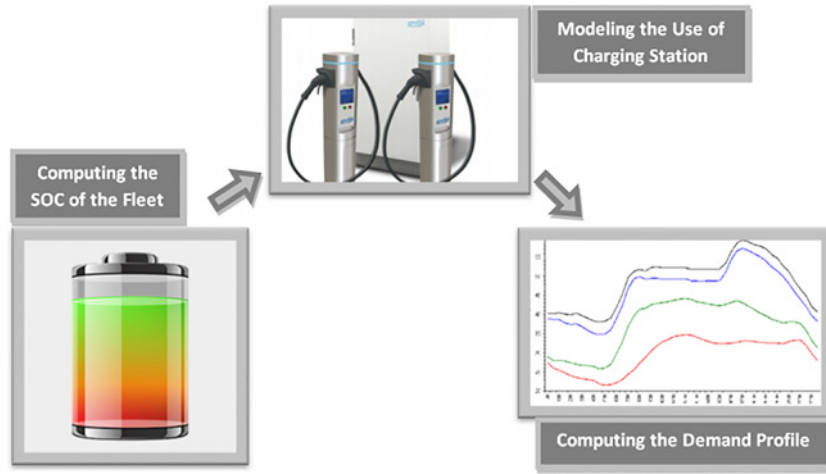 Modeling the Use of
Charging Station
Computing the
SOC of the Fleet
Computing the Demand Profile